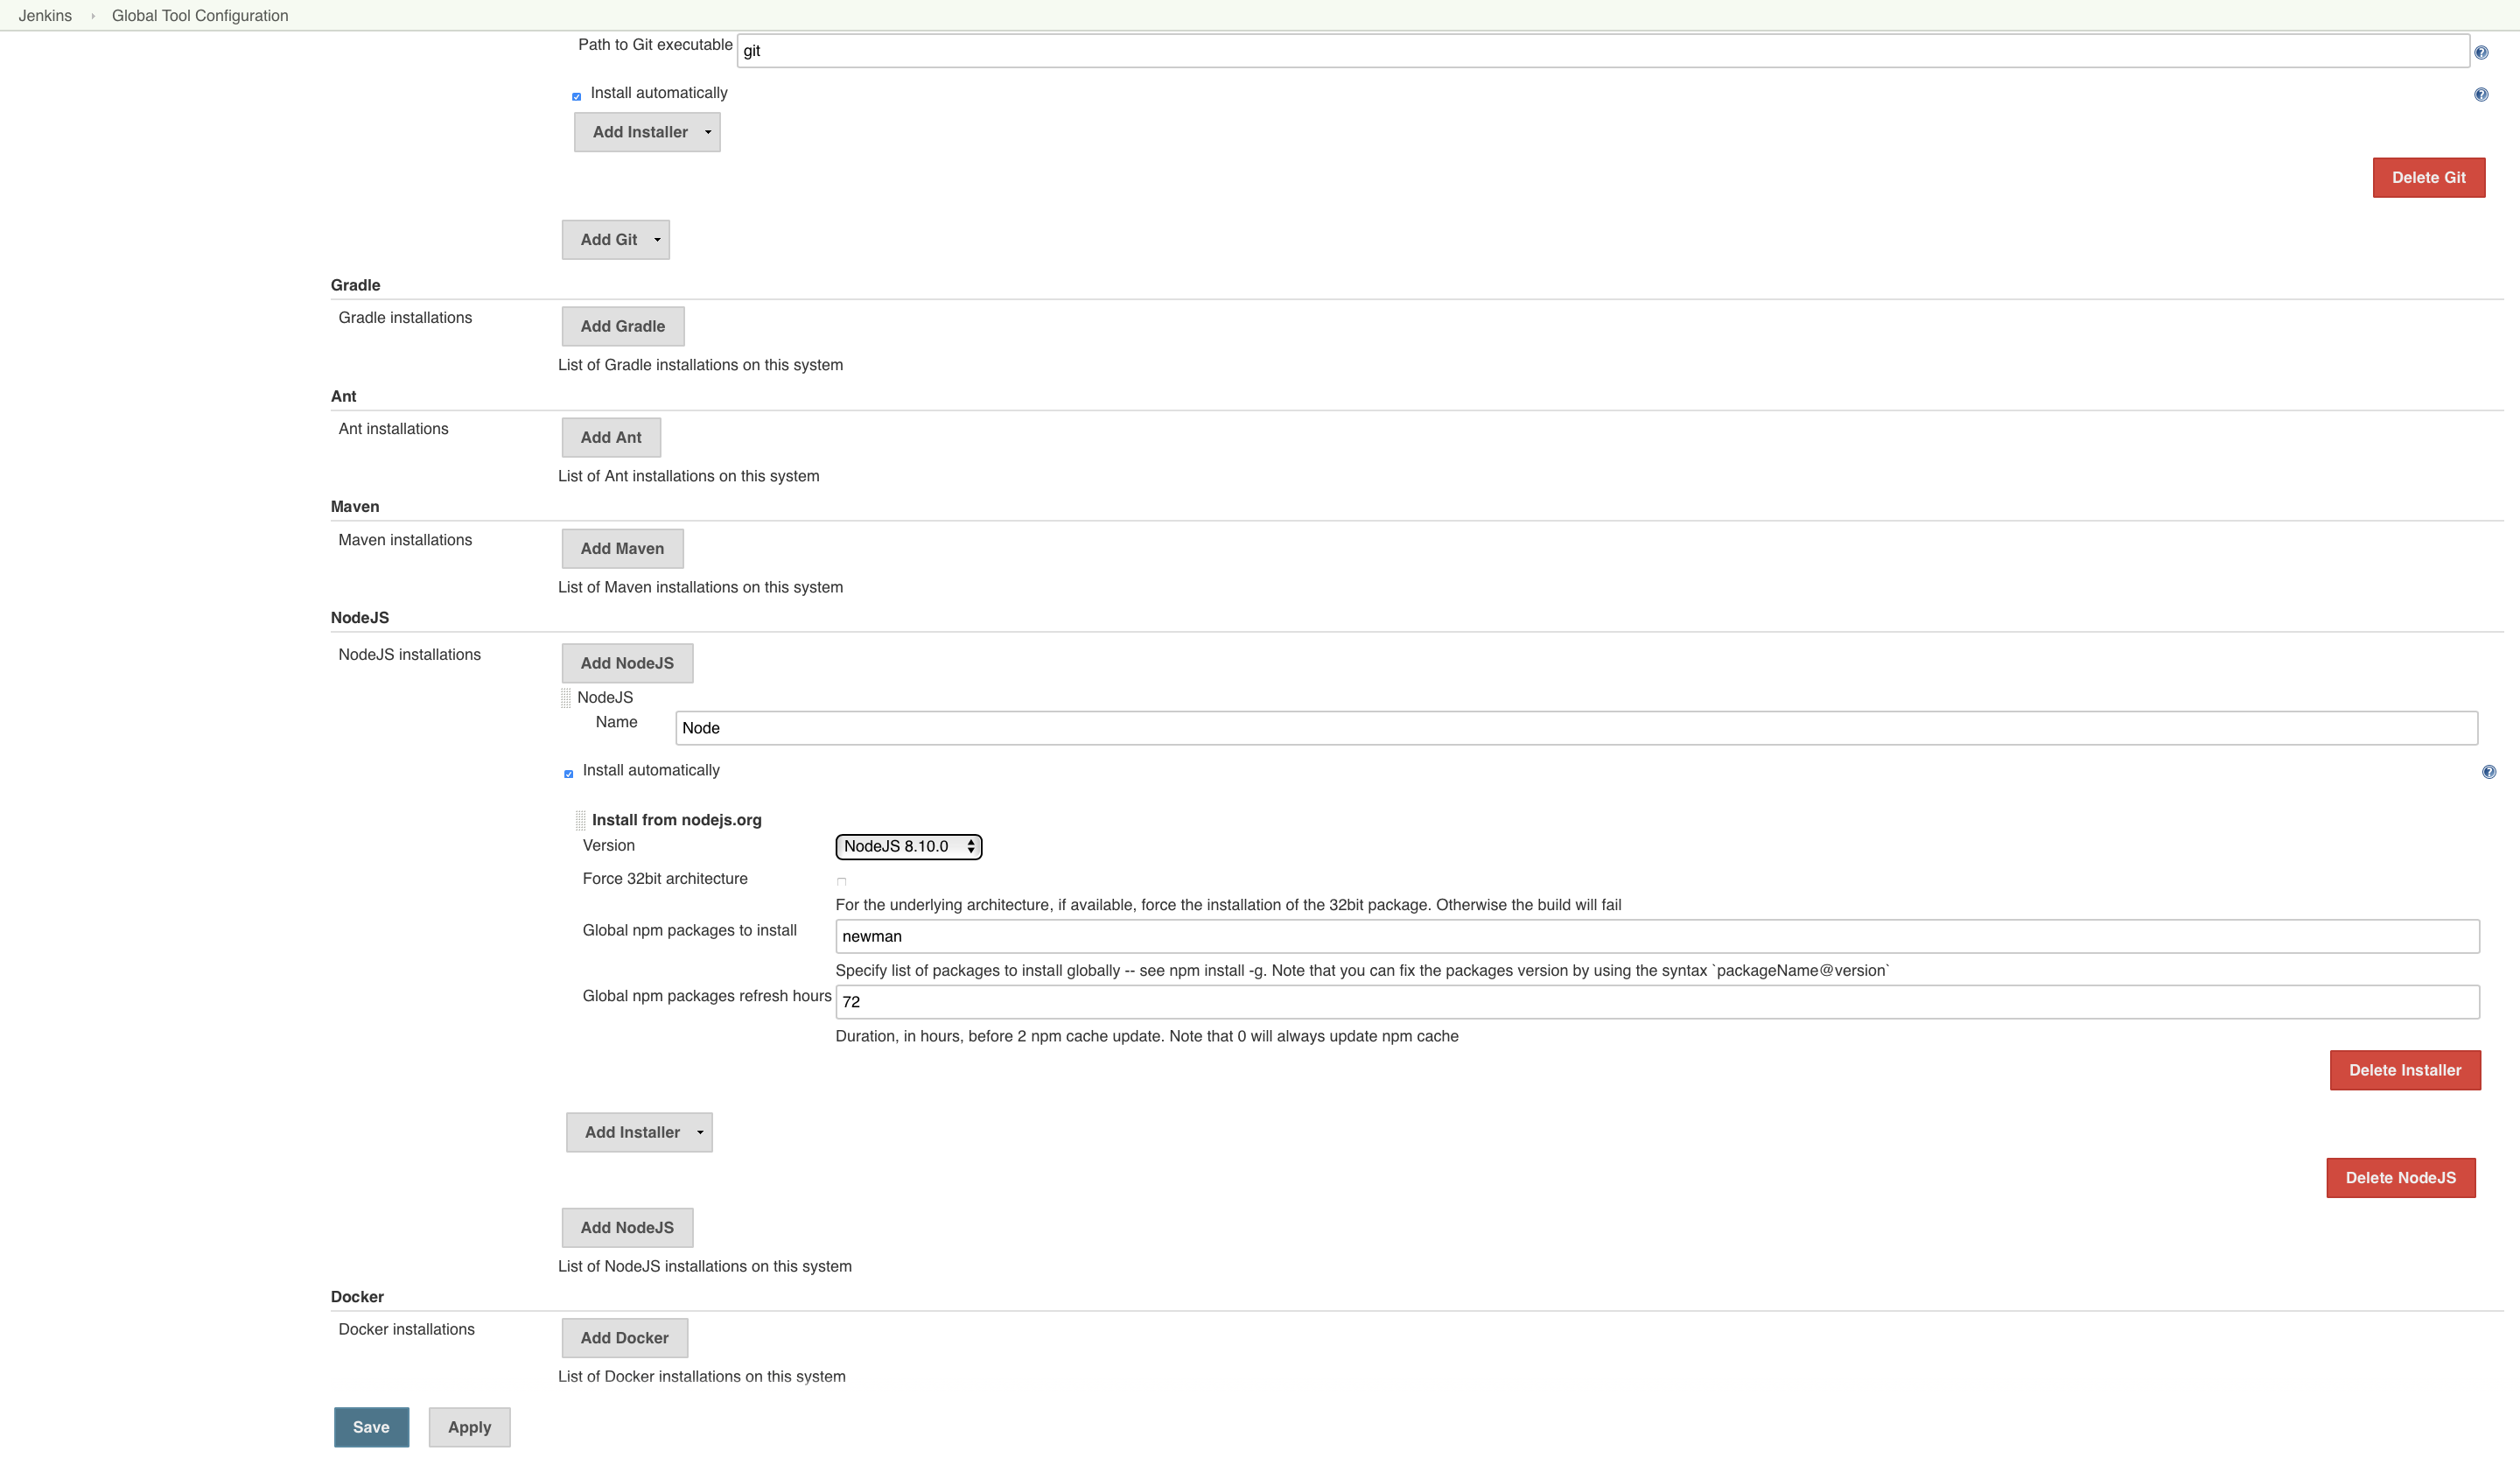 Jenkins Global Tool Configuration
Path to Git executable git
Install automatically
Add Installer
Delete Git
Add Git
Gradle
Gradle installations Add Gradle
List of Gradle installations on this system
Ant
Ant installations Add Ant
List of Ant installations on this system
Maven
Maven installations Add Maven
List of Maven installations on this system
NodeJS
NodeJS installations Add NodeJS
NodeJS
Name Node
Install automatically
Install from nodejs.org
Version NodeJS 8.10.0
Force 32bit architecture
For the underlying architecture, if available, force the installation of the 32bit package. Otherwise the build will fail
Global npm packages to install newman
Specify list of packages to install globally -- see npm install -g. Note that you can fix the packages version by using the syntax `packageName@version`
Global npm packages refresh hours 72
Duration, in hours, before 2 npm cache update. Note that 0 will always update npm cache
Delete Installer
Add Installer
Delete NodeJS
Add NodeJS
List of NodeJS installations on this system
Docker
Docker installations Add Docker
List of Docker installations on this system
Save Apply